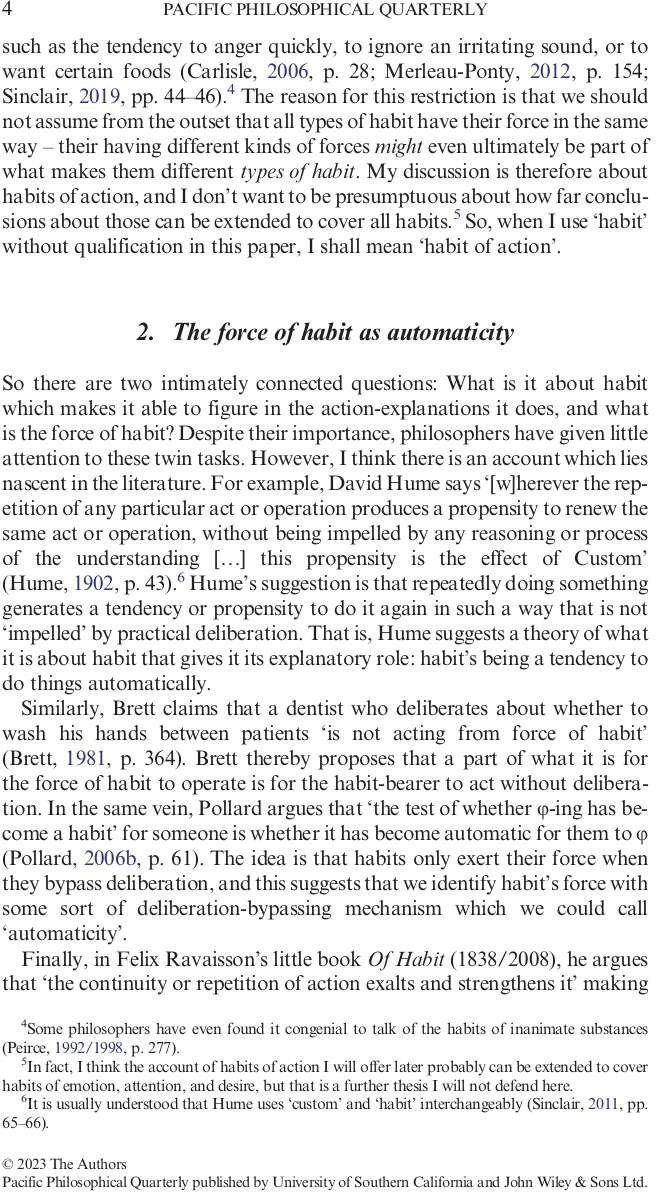 4 PACIFIC PHILOSOPHICAL QUARTERLY
such as the tendency to anger quickly, to ignore an irritating sound, or to
want certain foods (Carlisle, 2006, p. 28; Merleau-Ponty, 2012, p. 154;
Sinclair, 2019, pp. 44–46).4 The reason for this restriction is that we should
not assume from the outset that all types of habit have their force in the same
way – their having different kinds of forces might even ultimately be part of
what makes them different types of habit. My discussion is therefore about
habits of action, and I don't want to be presumptuous about how far conclu-
sions about those can be extended to cover all habits.5 So, when I use ‘habit’
without qualification in this paper, I shall mean ‘habit of action’.
2. The force of habit as automaticity
So there are two intimately connected questions: What is it about habit
which makes it able to figure in the action-explanations it does, and what
is the force of habit? Despite their importance, philosophers have given little
attention to these twin tasks. However, I think there is an account which lies
nascent in the literature. For example, David Hume says ‘[w]herever the rep-
etition of any particular act or operation produces a propensity to renew the
same act or operation, without being impelled by any reasoning or process
of the understanding […] this propensity is the effect of Custom’
(Hume, 1902, p. 43).6 Hume's suggestion is that repeatedly doing something
generates a tendency or propensity to do it again in such a way that is not
‘impelled’ by practical deliberation. That is, Hume suggests a theory of what
it is about habit that gives it its explanatory role: habit's being a tendency to
do things automatically.
Similarly, Brett claims that a dentist who deliberates about whether to
wash his hands between patients ‘is not acting from force of habit’
(Brett, 1981, p. 364). Brett thereby proposes that a part of what it is for
the force of habit to operate is for the habit-bearer to act without delibera-
tion. In the same vein, Pollard argues that ‘the test of whether φ-ing has be-
come a habit’ for someone is whether it has become automatic for them to φ
(Pollard, 2006b, p. 61). The idea is that habits only exert their force when
they bypass deliberation, and this suggests that we identify habit's force with
some sort of deliberation-bypassing mechanism which we could call
‘automaticity’.
Finally, in Felix Ravaisson's little book Of Habit (1838/2008), he argues
that ‘the continuity or repetition of action exalts and strengthens it’ making
4Some philosophers have even found it congenial to talk of the habits of inanimate substances
(Peirce, 1992/1998, p. 277).
5In fact, I think the account of habits of action I will offer later probably can be extended to cover
habits of emotion, attention, and desire, but that is a further thesis I will not defend here.
6It is usually understood that Hume uses ‘custom’ and ‘habit’ interchangeably (Sinclair, 2011, pp.
65–66).
© 2023 The Authors
Pacific Philosophical Quarterly published by University of Southern California and John Wiley & Sons Ltd.